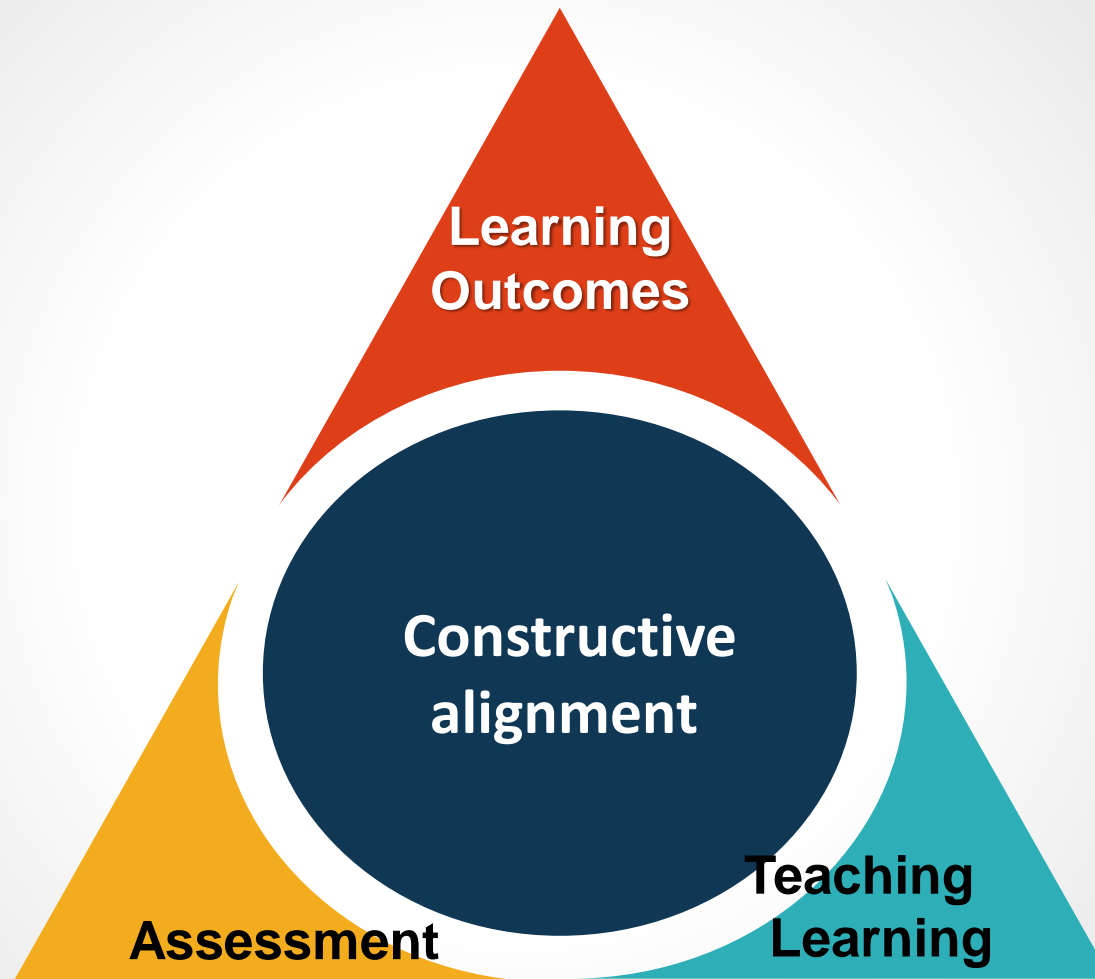 Learning
Outcomes
Constructive
alignment
Teaching
Learning
Assessment